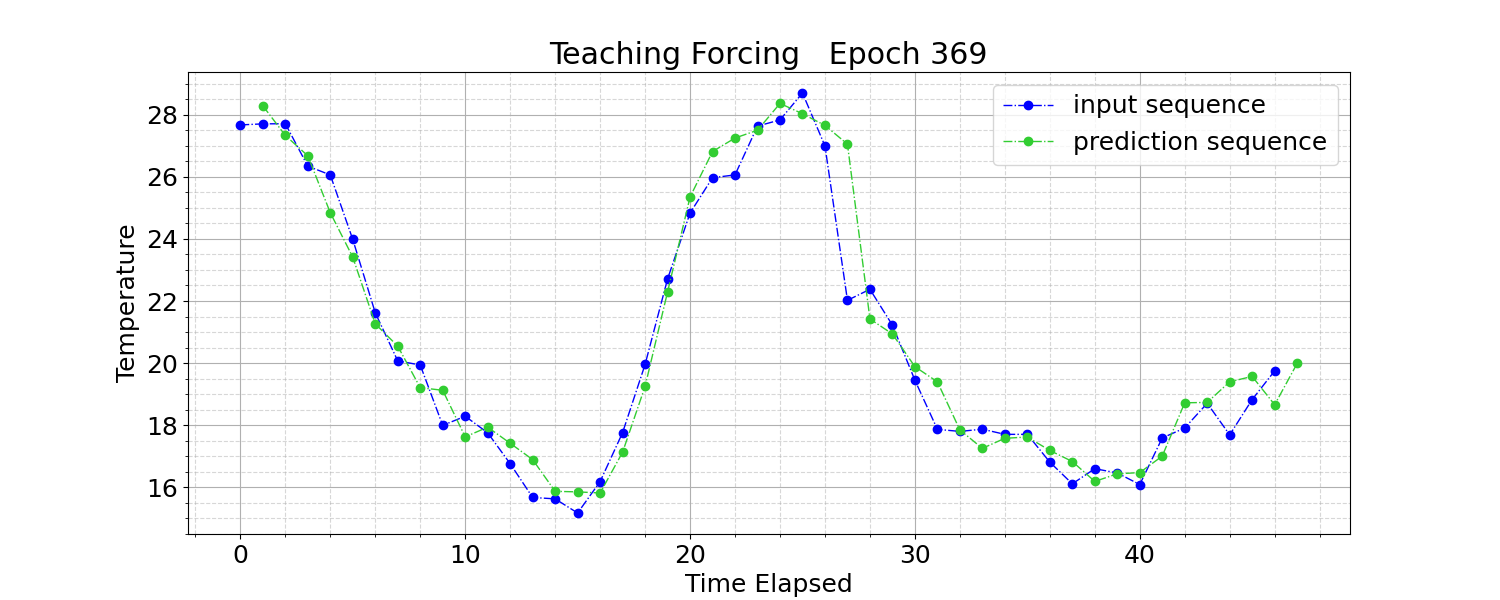 Teaching Forcing   Epoch 369
input sequence
prediction sequence
Temperature
28
26
24
22
20
18
16
0 10 20 30 40
Time Elapsed